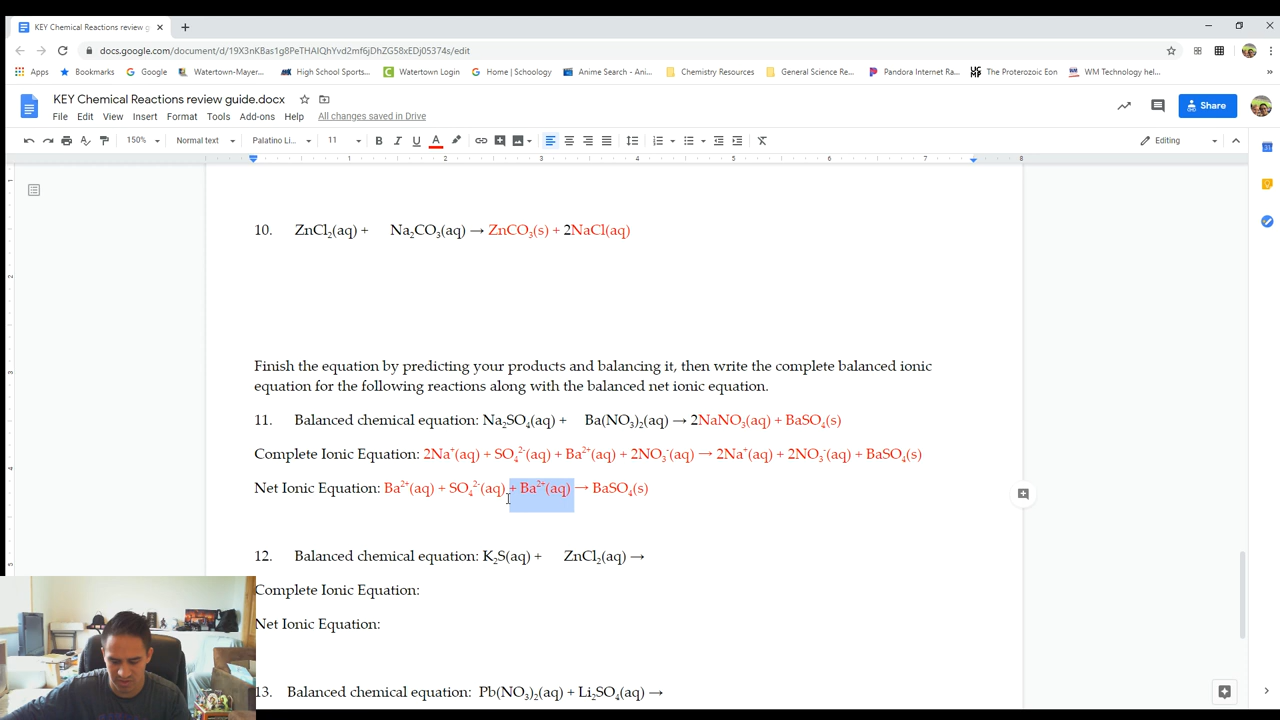 KEY Chemical Reactions review g
docs.google.com/document/d/19X3nKBas1g8PeTHAIQhYvd2mf6jDhZG58xEDj05374s/edit
Apps Bookmarks Google Watertown-Mayer... High School Sports... Watertown Login Home | Schoology Anime Search - Ani... Chemistry Resources General Science Re... Pandora Internet Ra... The Proterozoic Eon WM Technology hel... »
KEY Chemical Reactions review guide.docx
File Edit View Insert Format Tools Add-ons Help All changes saved in Drive
Share
150% Normal text Palatino Li... 11 B I U A Editing
1 2 3 4 5 6 7 8
10. ZnCl₂(aq) + Na₂CO₃(aq) → ZnCO₃(s) + 2NaCl(aq)
Finish the equation by predicting your products and balancing it, then write the complete balanced ionic
equation for the following reactions along with the balanced net ionic equation.
11. Balanced chemical equation: Na₂SO₄(aq) + Ba(NO₃)₂(aq) → 2NaNO₃(aq) + BaSO₄(s)
Complete Ionic Equation: 2Na⁺(aq) + SO₄²⁻(aq) + Ba²⁺(aq) + 2NO₃⁻(aq) → 2Na⁺(aq) + 2NO₃⁻(aq) + BaSO₄(s)
Net Ionic Equation: Ba²⁺(aq) + SO₄²⁻(aq) + Ba²⁺(aq) → BaSO₄(s)
12. Balanced chemical equation: K₂S(aq) + ZnCl₂(aq) →
Complete Ionic Equation:
Net Ionic Equation:
13. Balanced chemical equation: Pb(NO₃)₂(aq) + Li₂SO₄(aq) →